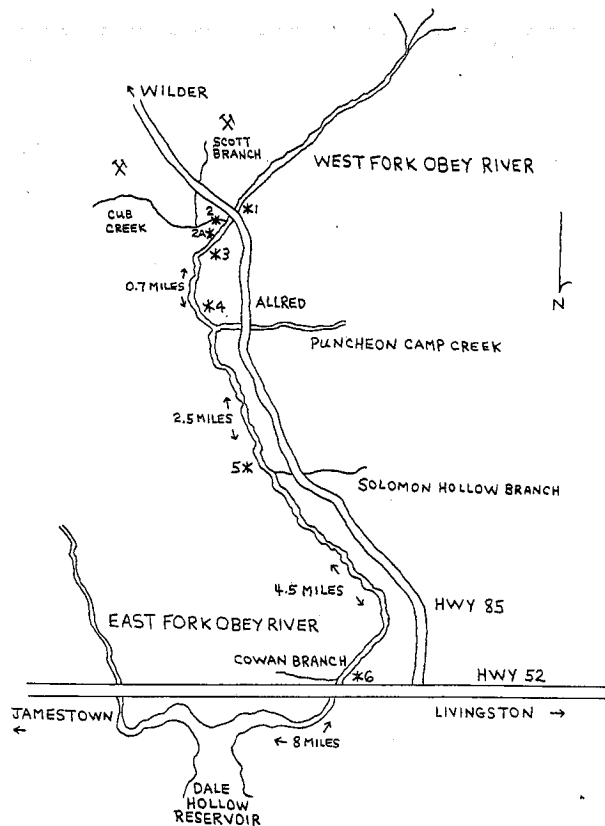 WILDER
SCOTT
BRANCH
WEST FORK OBEY RIVER
CUB
CREEK
*1
2
*
2A*
*3
0.7 MILES
*4
ALLRED
N
PUNCHEON CAMP CREEK
2.5 MILES
5*
SOLOMON HOLLOW BRANCH
4.5 MILES
HWY 85
EAST FORK OBEY RIVER
COWAN BRANCH
*6
HWY 52
JAMESTOWN
←
LIVINGSTON →
← 8 MILES
DALE
HOLLOW
RESERVOIR